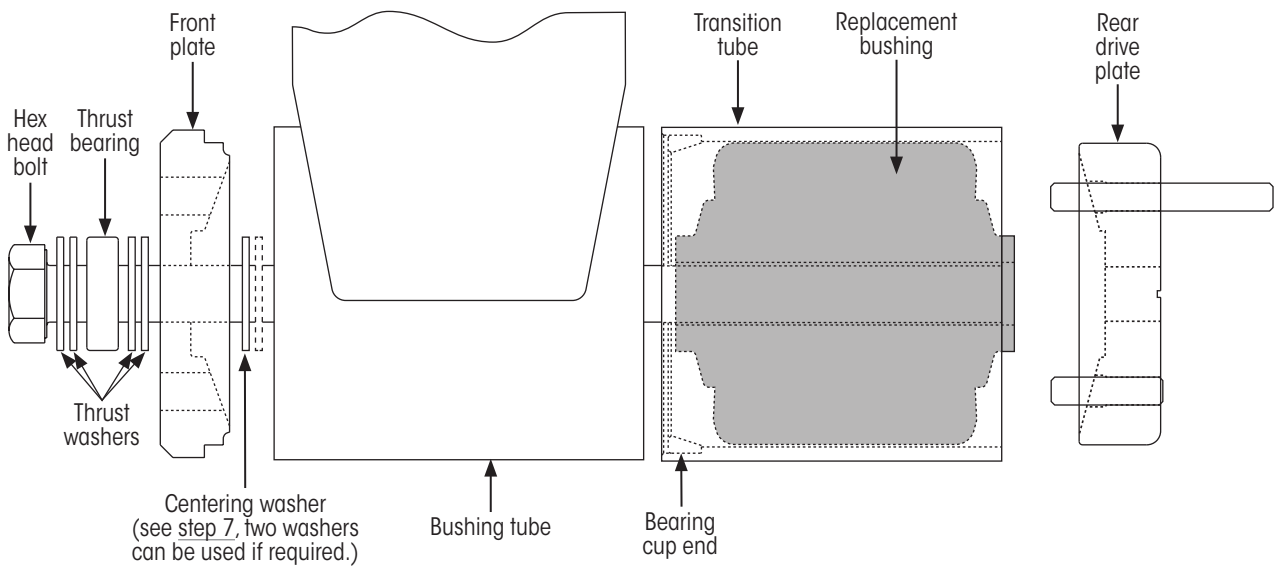 Front
plate
Transition
tube
Replacement
bushing
Rear
drive
plate
Hex
head
bolt
Thrust
bearing
Thrust
washers
Centering washer
(see step 7, two washers
can be used if required.)
Bushing tube
Bearing
cup end